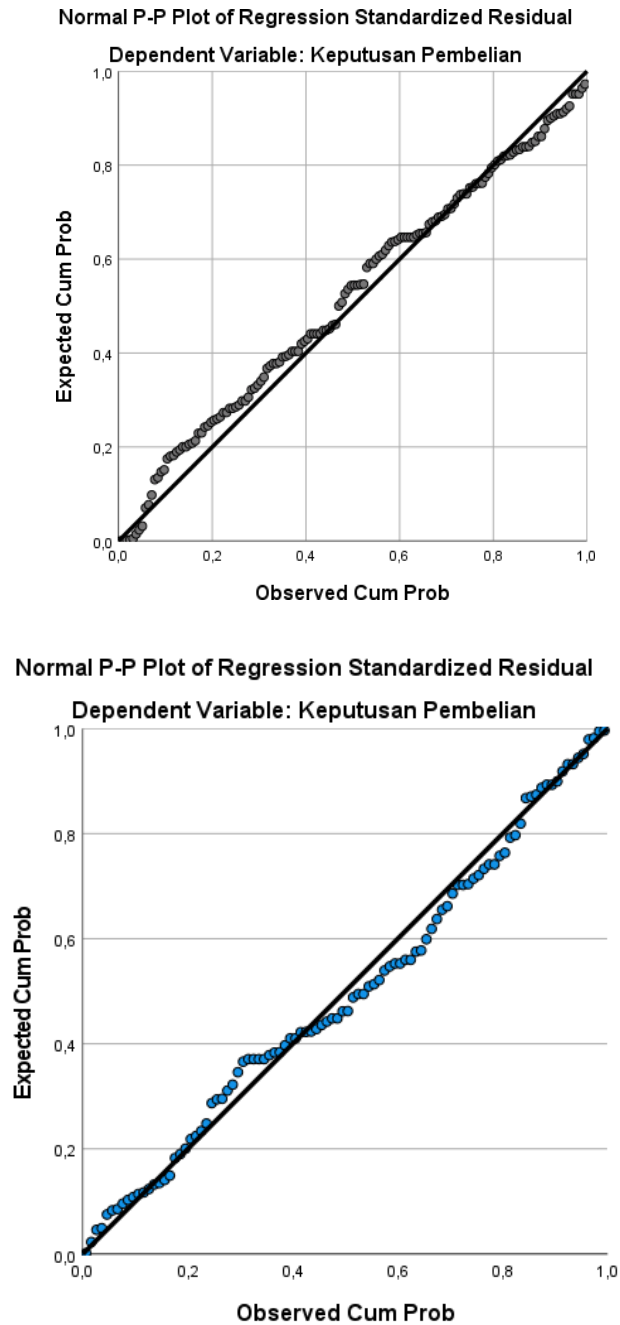 Normal P-P Plot of Regression Standardized Residual
Dependent Variable: Keputusan Pembelian
1,0
0,8
0,6
0,4
0,2
0,0
Expected Cum Prob
0,0 0,2 0,4 0,6 0,8 1,0
Observed Cum Prob
Normal P-P Plot of Regression Standardized Residual
Dependent Variable: Keputusan Pembelian
1,0
0,8
0,6
0,4
0,2
0,0
Expected Cum Prob
0,0 0,2 0,4 0,6 0,8 1,0
Observed Cum Prob